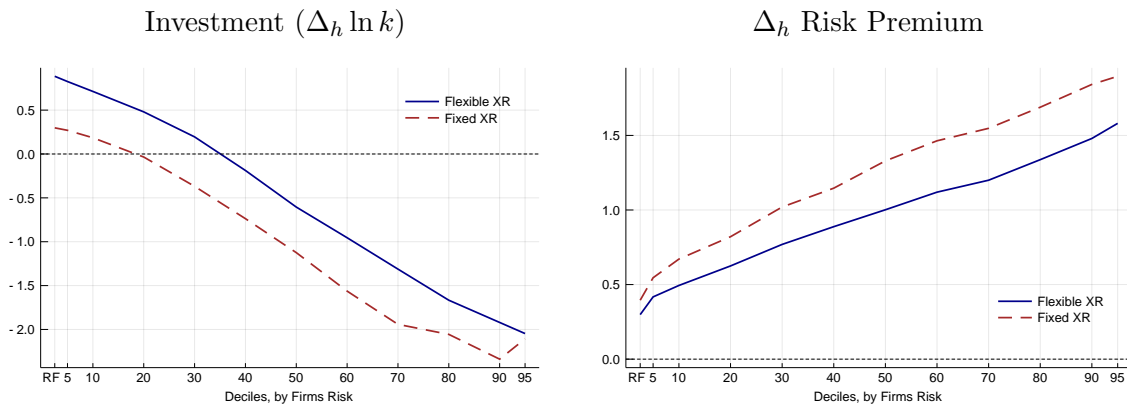 Investment (Δh ln k)
0.5
0.0
- 0.5
- 1.0
- 1.5
- 2.0
Flexible XR
Fixed XR
RF 5 10 20 30 40 50 60 70 80 90 95
Deciles, by Firms Risk
Δh Risk Premium
1.5
1.0
0.5
0.0
Flexible XR
Fixed XR
RF 5 10 20 30 40 50 60 70 80 90 95
Deciles, by Firms Risk